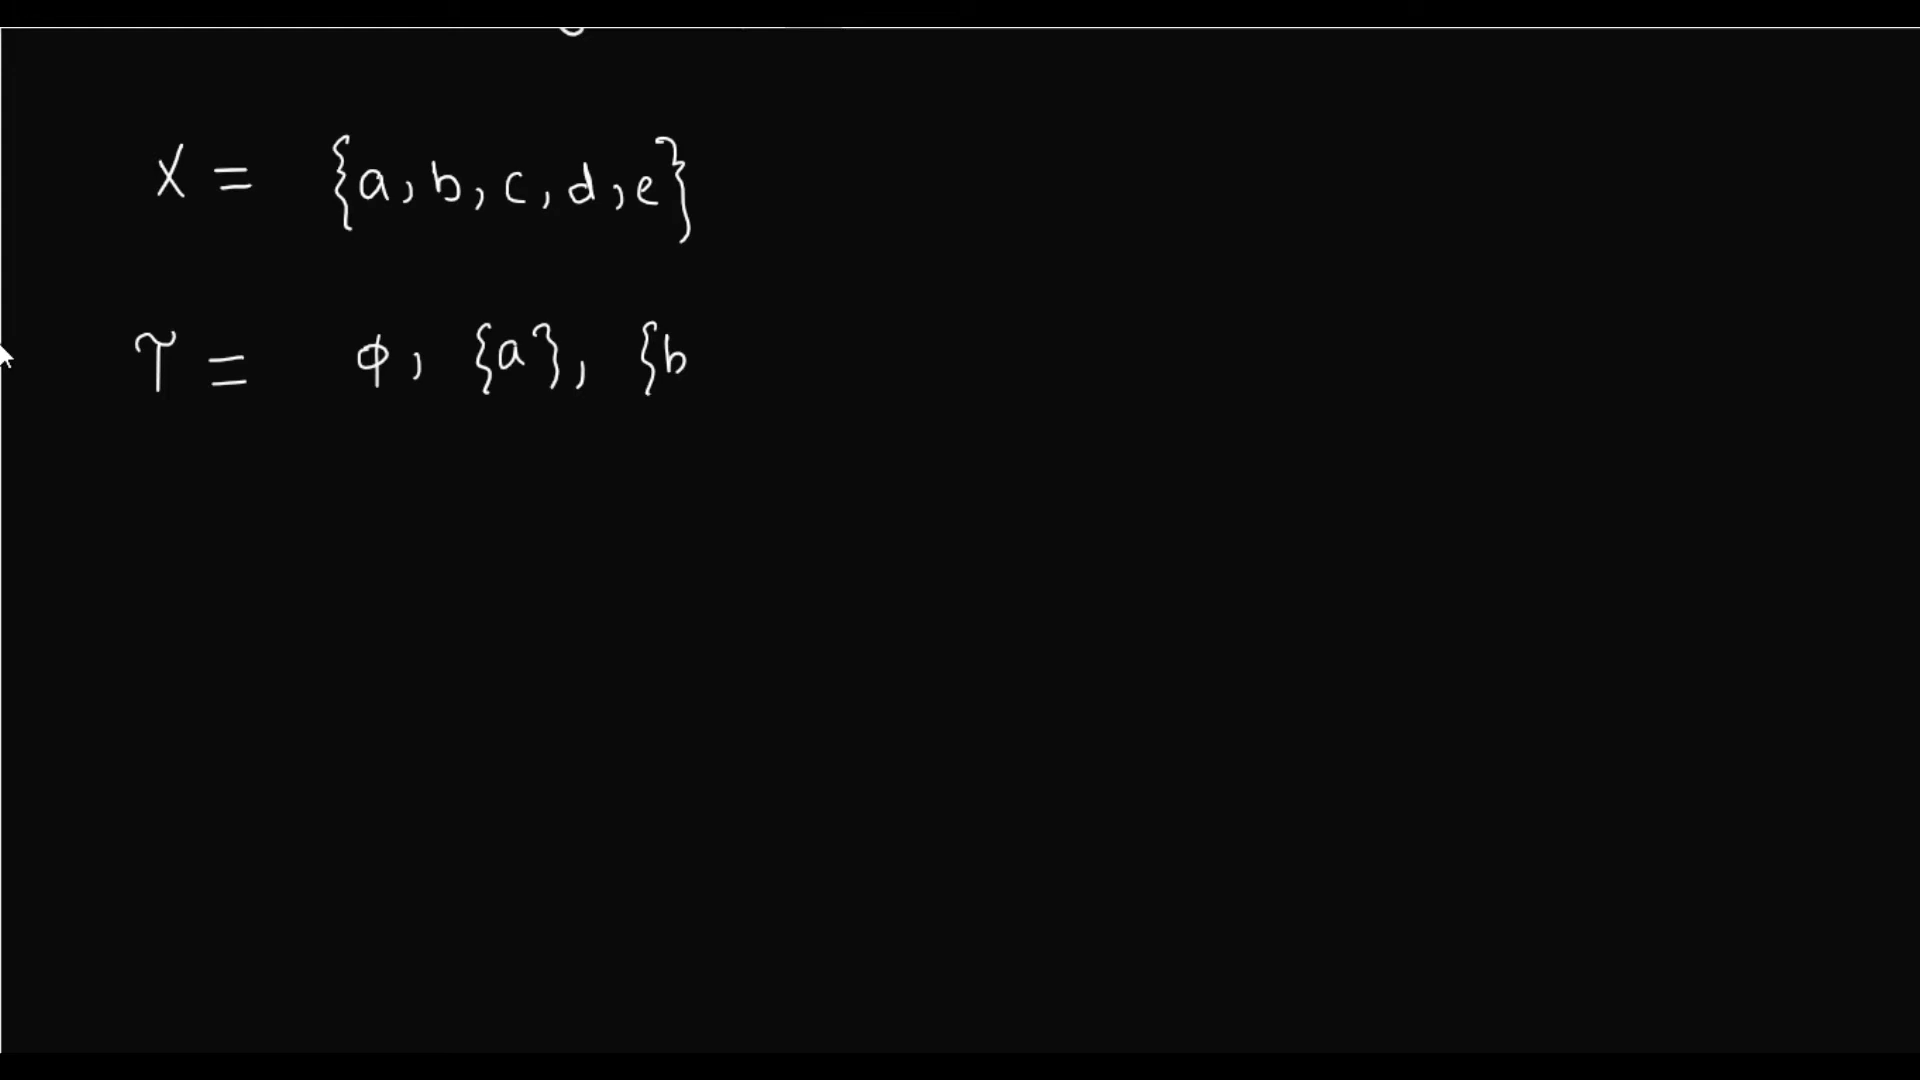 X = {a, b, c, d, e}
τ = ϕ, {a}, {b